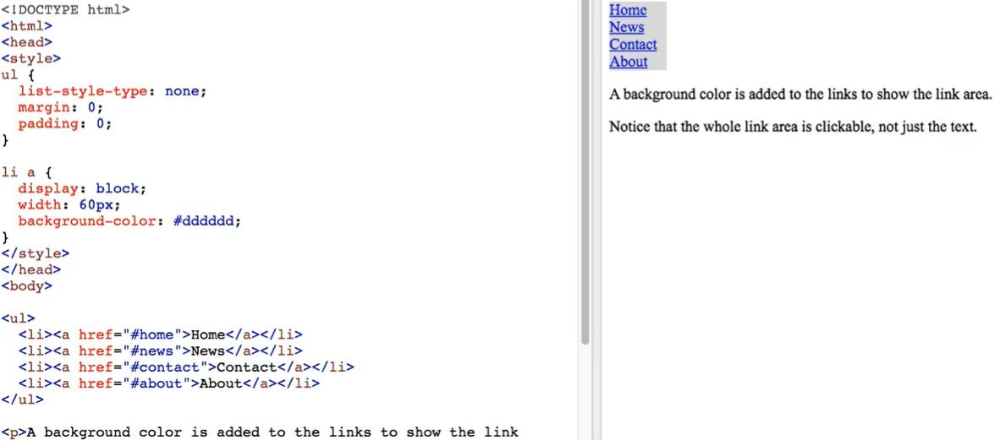 <!DOCTYPE html>
<html>
<head>
<style>
ul {
  list-style-type: none;
  margin: 0;
  padding: 0;
}

li a {
  display: block;
  width: 60px;
  background-color: #dddddd;
}
</style>
</head>
<body>

<ul>
  <li><a href="#home">Home</a></li>
  <li><a href="#news">News</a></li>
  <li><a href="#contact">Contact</a></li>
  <li><a href="#about">About</a></li>
</ul>

<p>A background color is added to the links to show the link
Home
News
Contact
About
A background color is added to the links to show the link area.
Notice that the whole link area is clickable, not just the text.